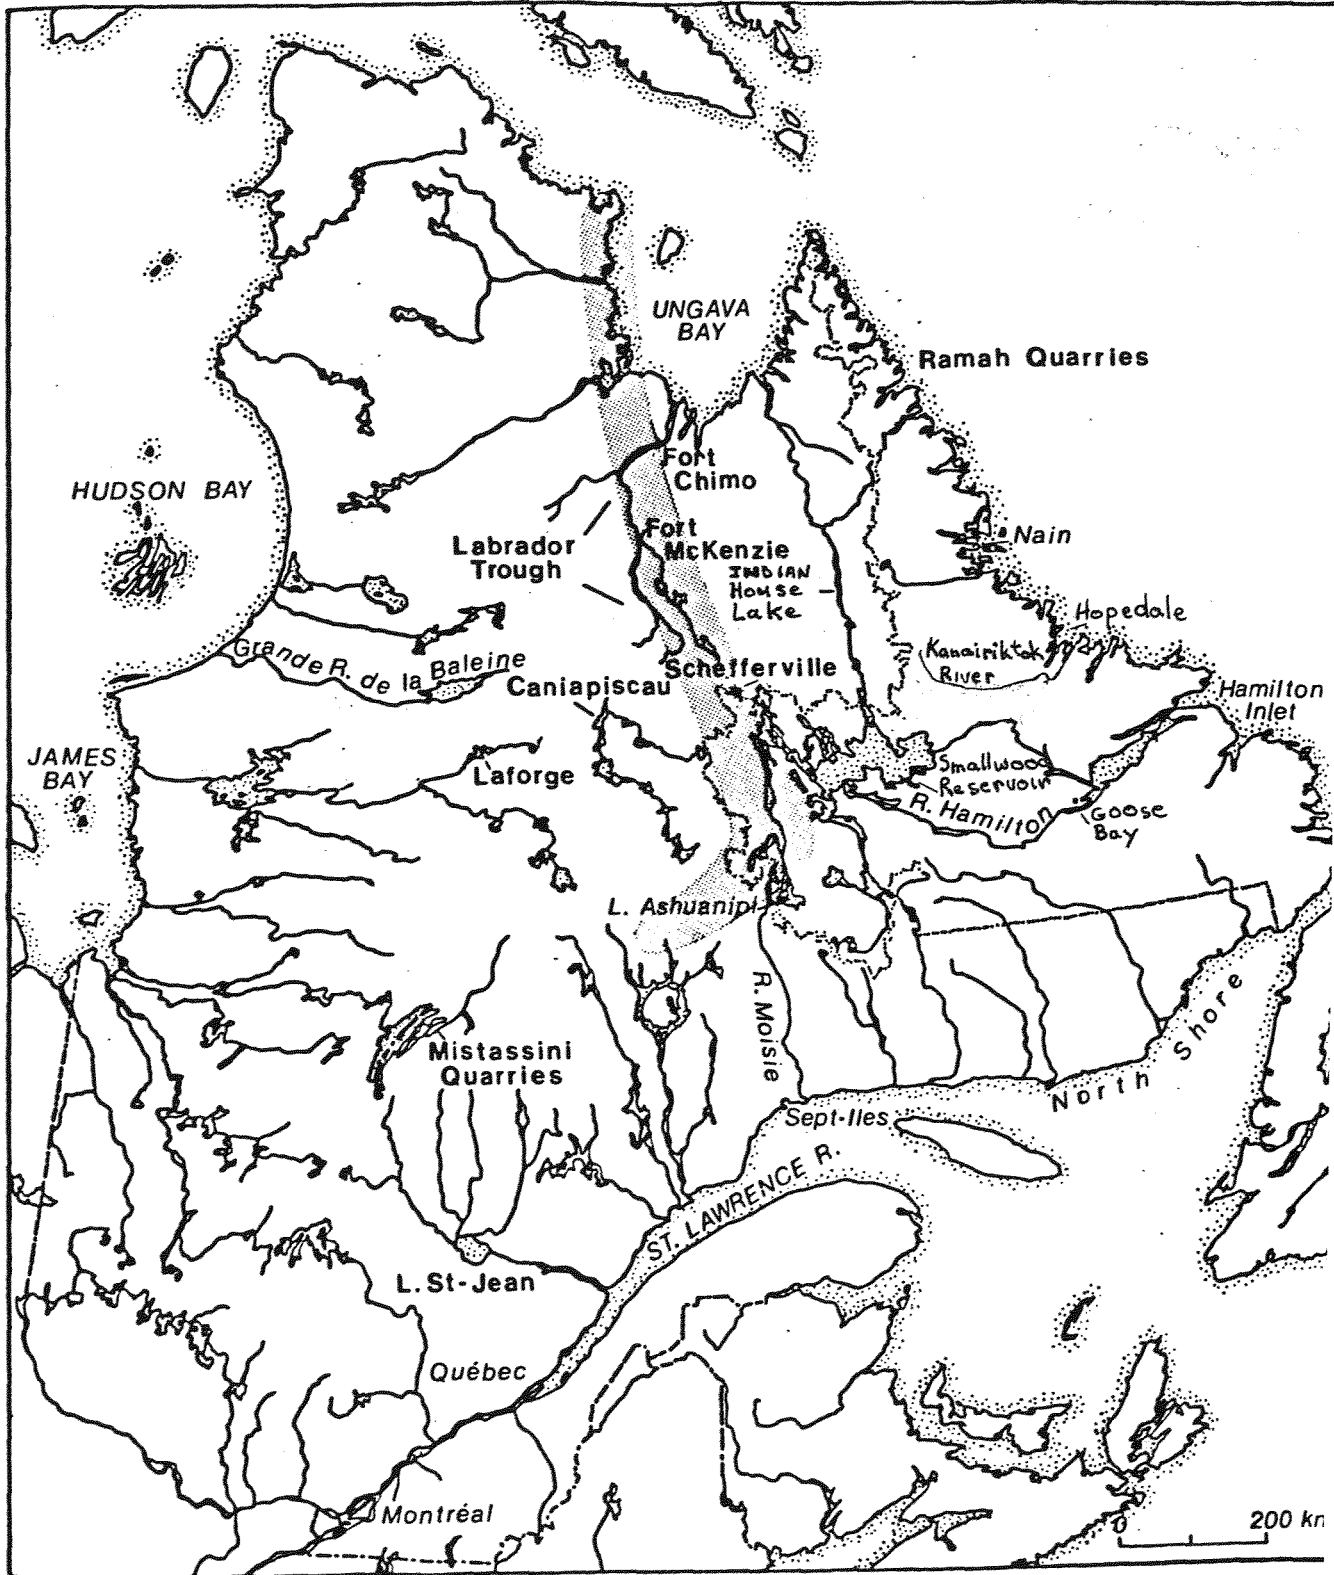 UNGAVA
BAY
Ramah Quarries
HUDSON BAY
Fort
Chimo
Labrador
Trough
Fort
McKenzie
INDIAN
House
Lake
Nain
Hopedale
Grande R. de la Baleine
Kanairiktok
River
Schefferville
Caniapiscau
Hamilton
Inlet
JAMES
BAY
Laforge
Smallwood
Reservoir
R. Hamilton
Goose
Bay
L. Ashuanipi
R. Moisie
North Shore
Mistassini
Quarries
Sept-Iles
ST. LAWRENCE R.
L. St-Jean
Québec
Montréal
0 200 km